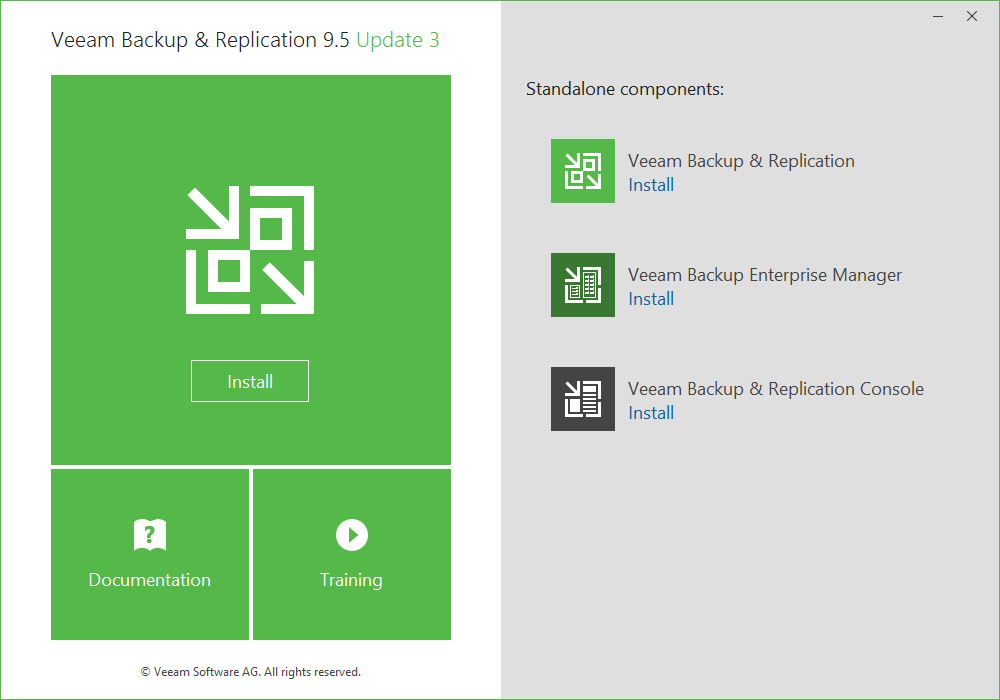 Veeam Backup & Replication 9.5 Update 3
Install
Documentation
Training
© Veeam Software AG. All rights reserved.
Standalone components:
Veeam Backup & Replication
Install
Veeam Backup Enterprise Manager
Install
Veeam Backup & Replication Console
Install